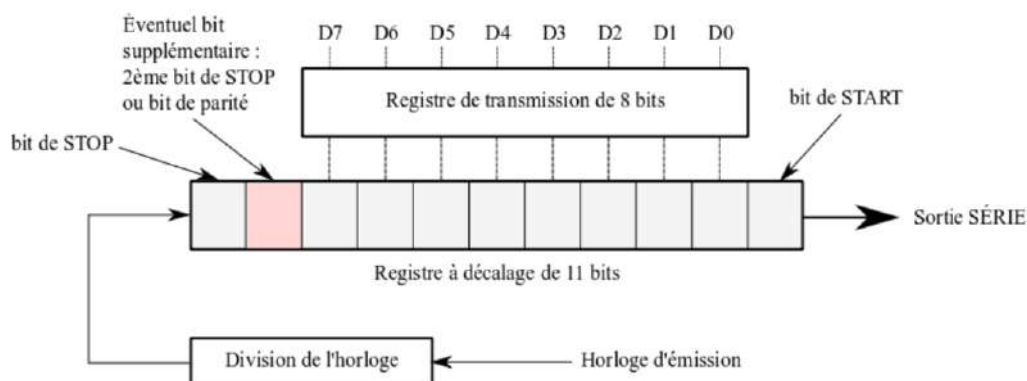 Éventuel bit
supplémentaire :
2ème bit de STOP
ou bit de parité
D7 D6 D5 D4 D3 D2 D1 D0
Registre de transmission de 8 bits
bit de START
bit de STOP
Sortie SÉRIE
Registre à décalage de 11 bits
Division de l'horloge
Horloge d'émission